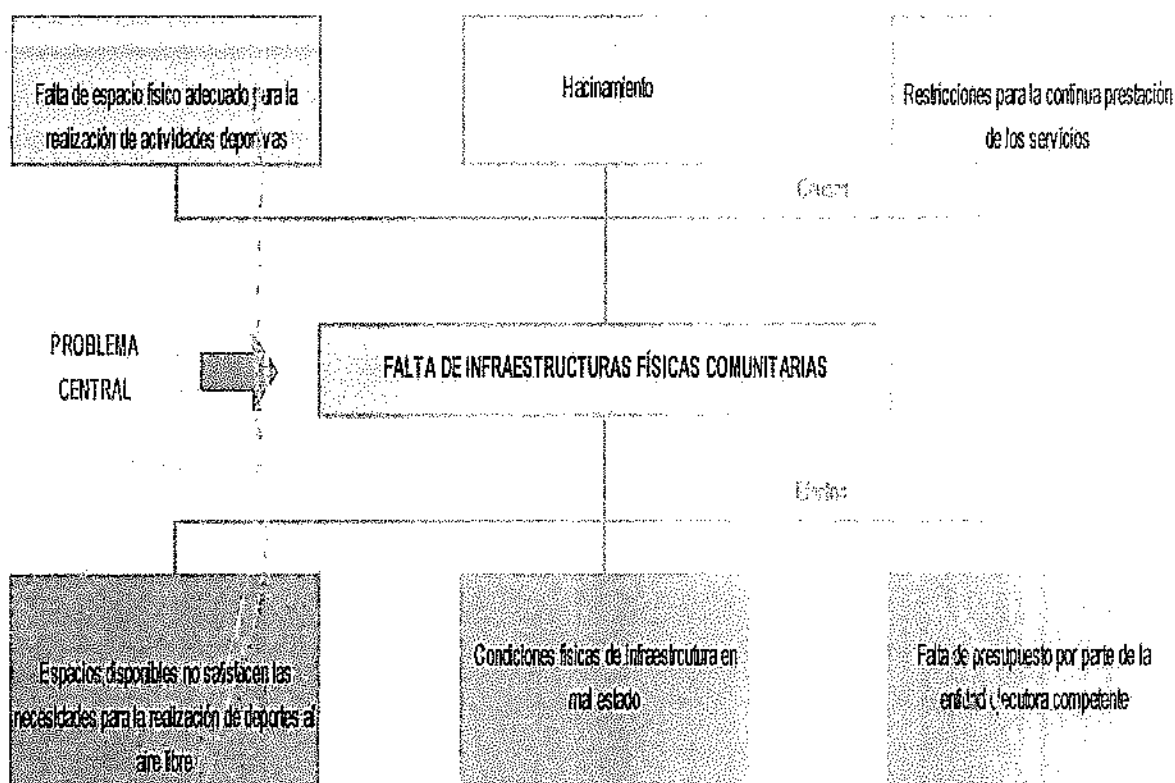 Falta de espacio físico adecuado para la
realización de actividades deportivas
Hacinamiento
Restricciones para la continua prestación
de los servicios
Causas
PROBLEMA
CENTRAL
FALTA DE INFRAESTRUCTURAS FÍSICAS COMUNITARIAS
Efectos
Espacios disponibles no satisfacen las
necesidades para la realización de deportes al
aire libre
Condiciones físicas de Infraestrcutura en
mal estado
Falta de presupuesto por parte de la
entidad ejecutora competente